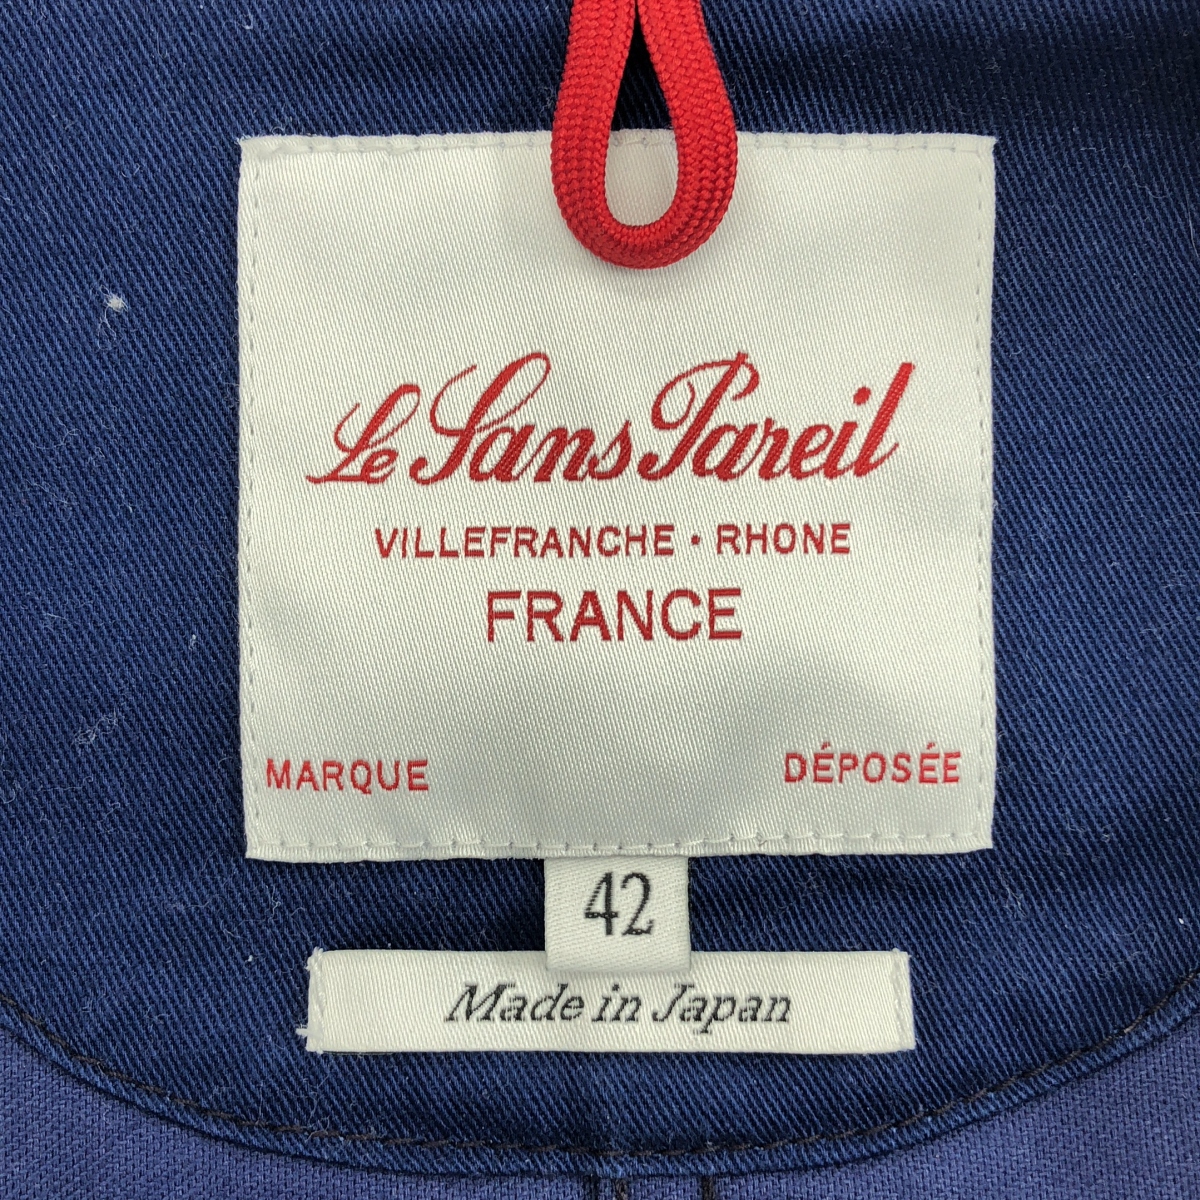 Le Sans Pareil
VILLEFRANCHE · RHONE
FRANCE
MARQUE DÉPOSÉE
42
Made in Japan